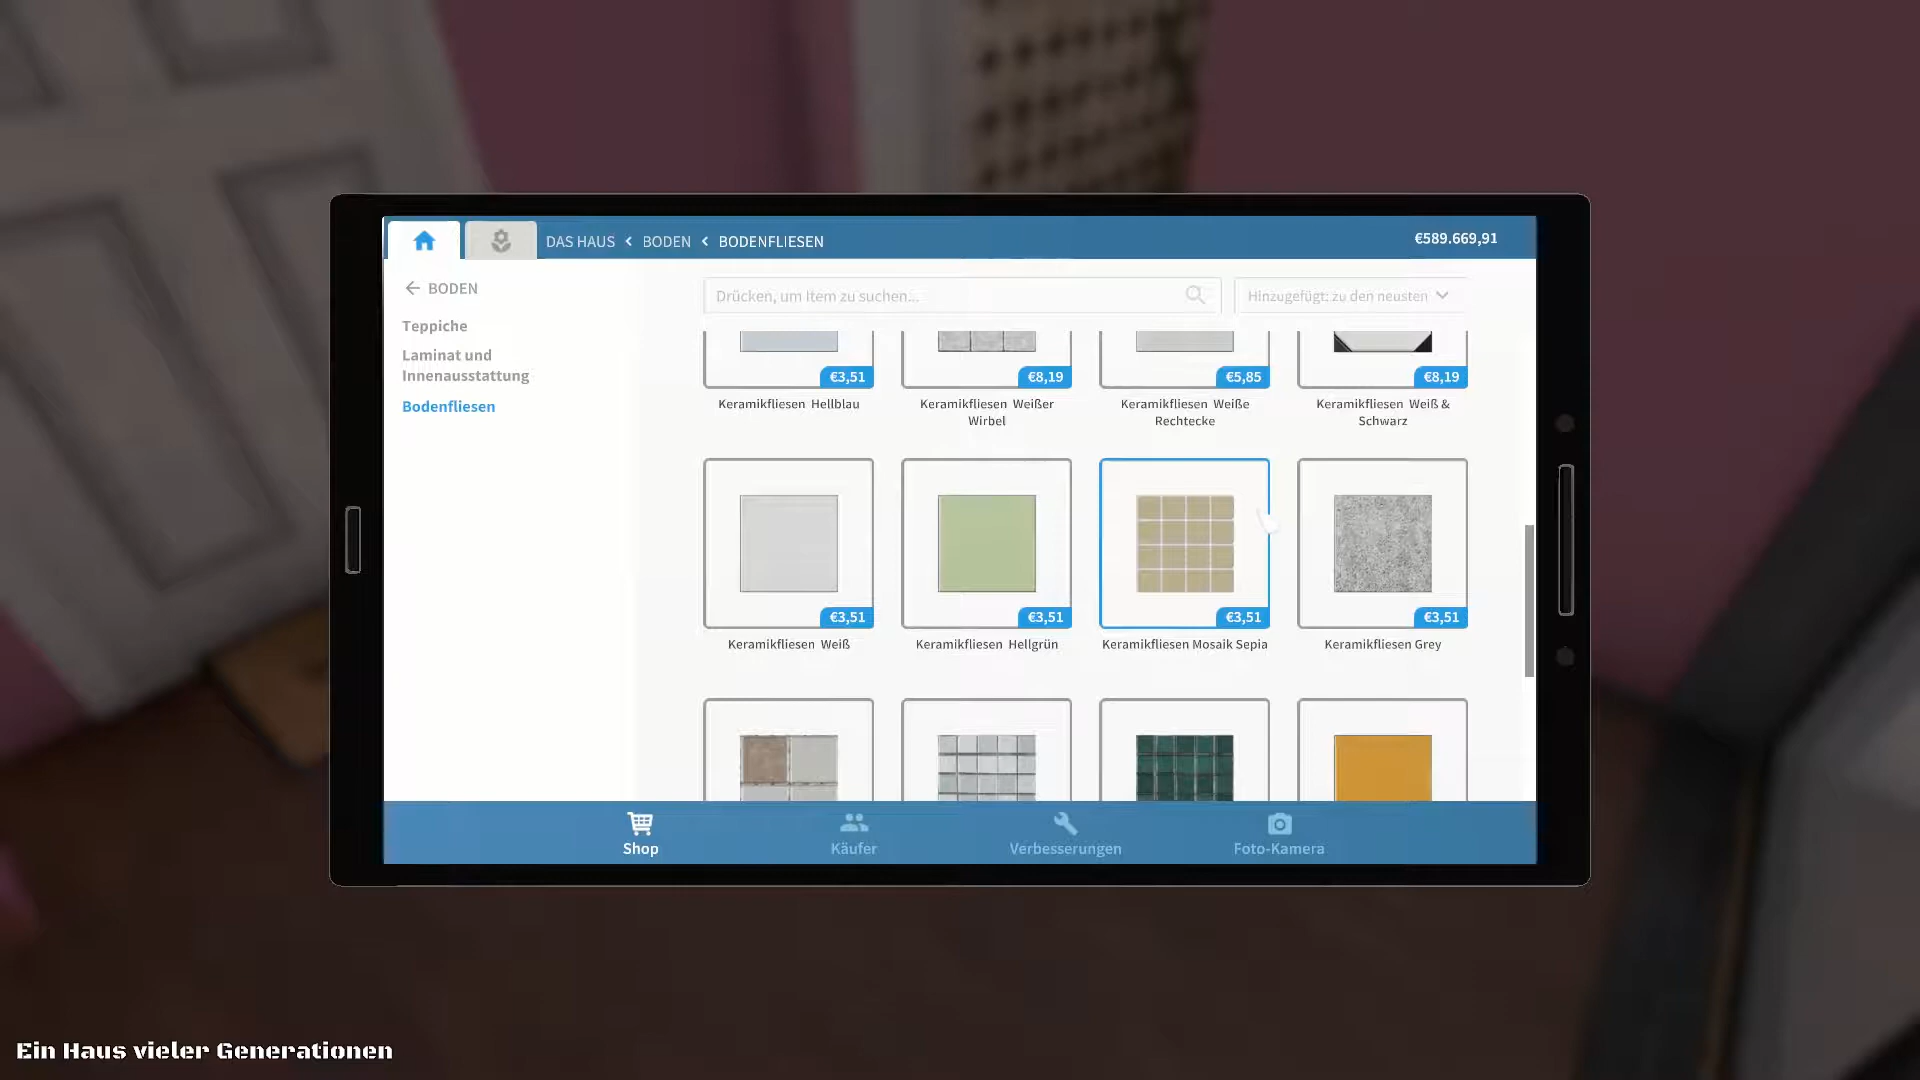 DAS HAUS < BODEN < BODENFLIESEN
€589.669,91
BODEN
Teppiche
Laminat und
Innenausstattung
Bodenfliesen
Drücken, um Item zu suchen...
Hinzugefügt: zu den neusten
€3,51
€8,19
€5,85
€8,19
Keramikfliesen Hellblau
Keramikfliesen Weißer
Wirbel
Keramikfliesen Weiße
Rechtecke
Keramikfliesen Weiß &
Schwarz
€3,51
€3,51
€3,51
€3,51
Keramikfliesen Weiß
Keramikfliesen Hellgrün
Keramikfliesen Mosaik Sepia
Keramikfliesen Grey
Shop
Käufer
Verbesserungen
Foto-Kamera
Ein Haus vieler Generationen